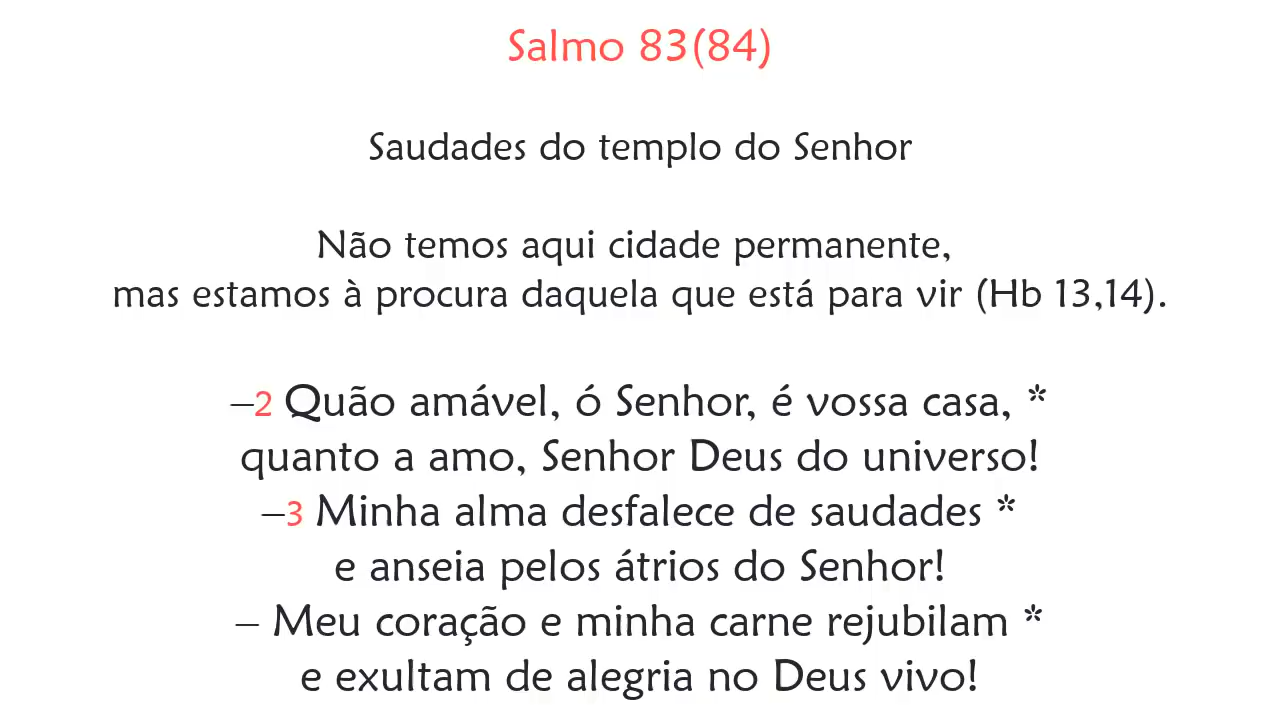 Salmo 83(84)
Saudades do templo do Senhor
Não temos aqui cidade permanente,
mas estamos à procura daquela que está para vir (Hb 13,14).
–2 Quão amável, ó Senhor, é vossa casa, *
quanto a amo, Senhor Deus do universo!
–3 Minha alma desfalece de saudades *
e anseia pelos átrios do Senhor!
– Meu coração e minha carne rejubilam *
e exultam de alegria no Deus vivo!